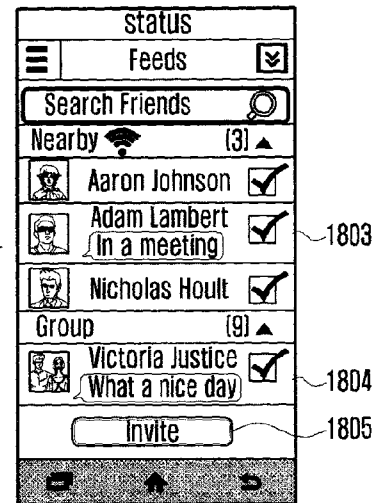 status
Feeds
Search Friends
Nearby (3)
Aaron Johnson
Adam Lambert
In a meeting
1803
Nicholas Hoult
Group (9)
Victoria Justice
What a nice day
1804
Invite
1805